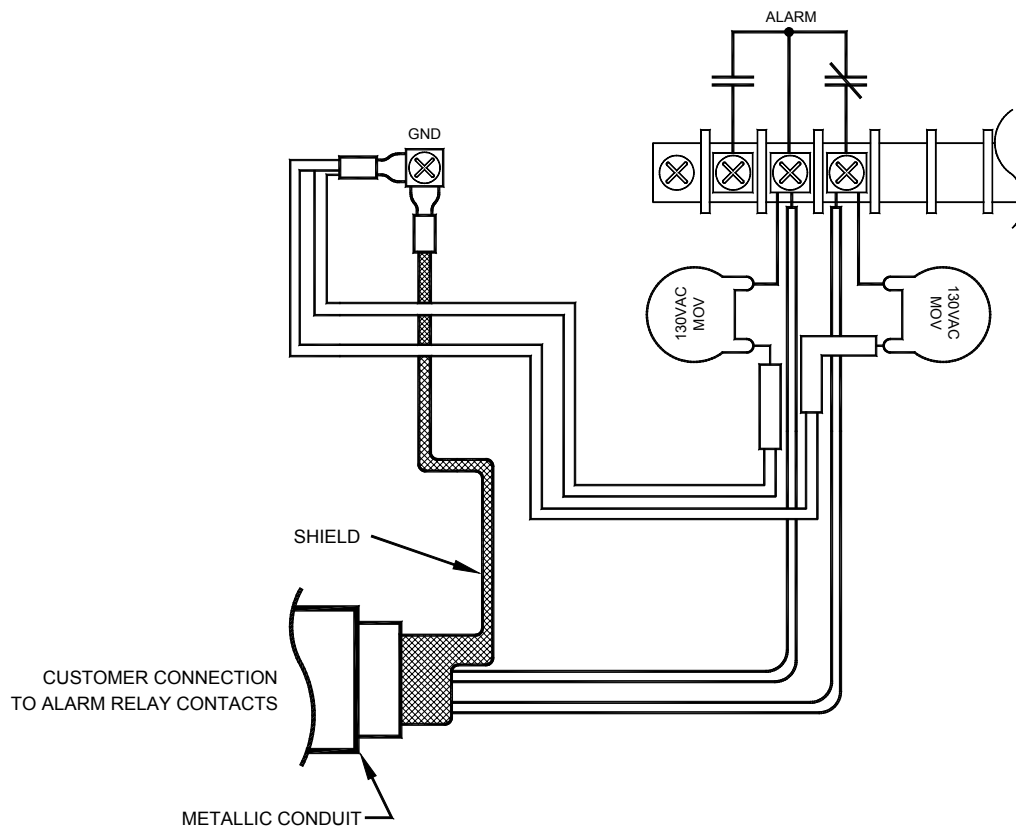 ALARM
GND
130VAC
MOV
130VAC
MOV
SHIELD
CUSTOMER CONNECTION
TO ALARM RELAY CONTACTS
METALLIC CONDUIT